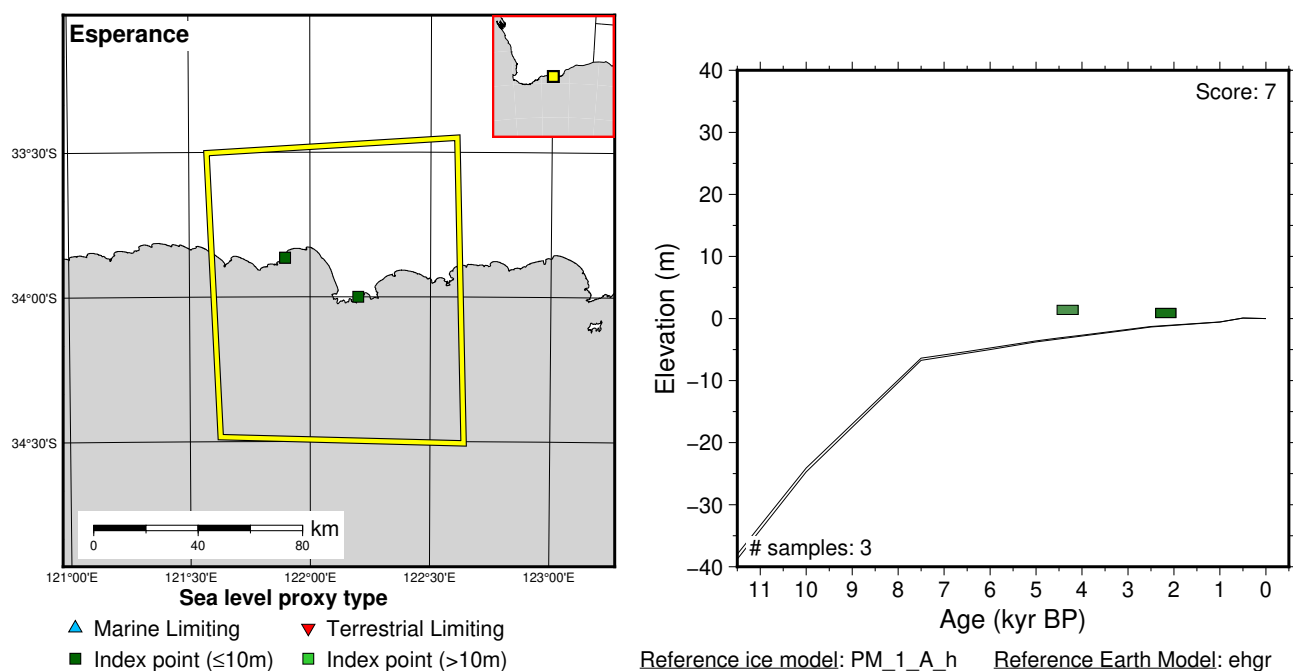 Esperance
33°30'S
34°00'S
34°30'S
km
0 40 80
121°00'E 121°30'E 122°00'E 122°30'E 123°00'E
Sea level proxy type
Marine Limiting Terrestrial Limiting
Index point (≤10m) Index point (>10m)
Score: 7
40
30
20
10
0
−10
−20
−30
−40
Elevation (m)
# samples: 3
11 10 9 8 7 6 5 4 3 2 1 0
Age (kyr BP)
Reference ice model: PM_1_A_h Reference Earth Model: ehgr